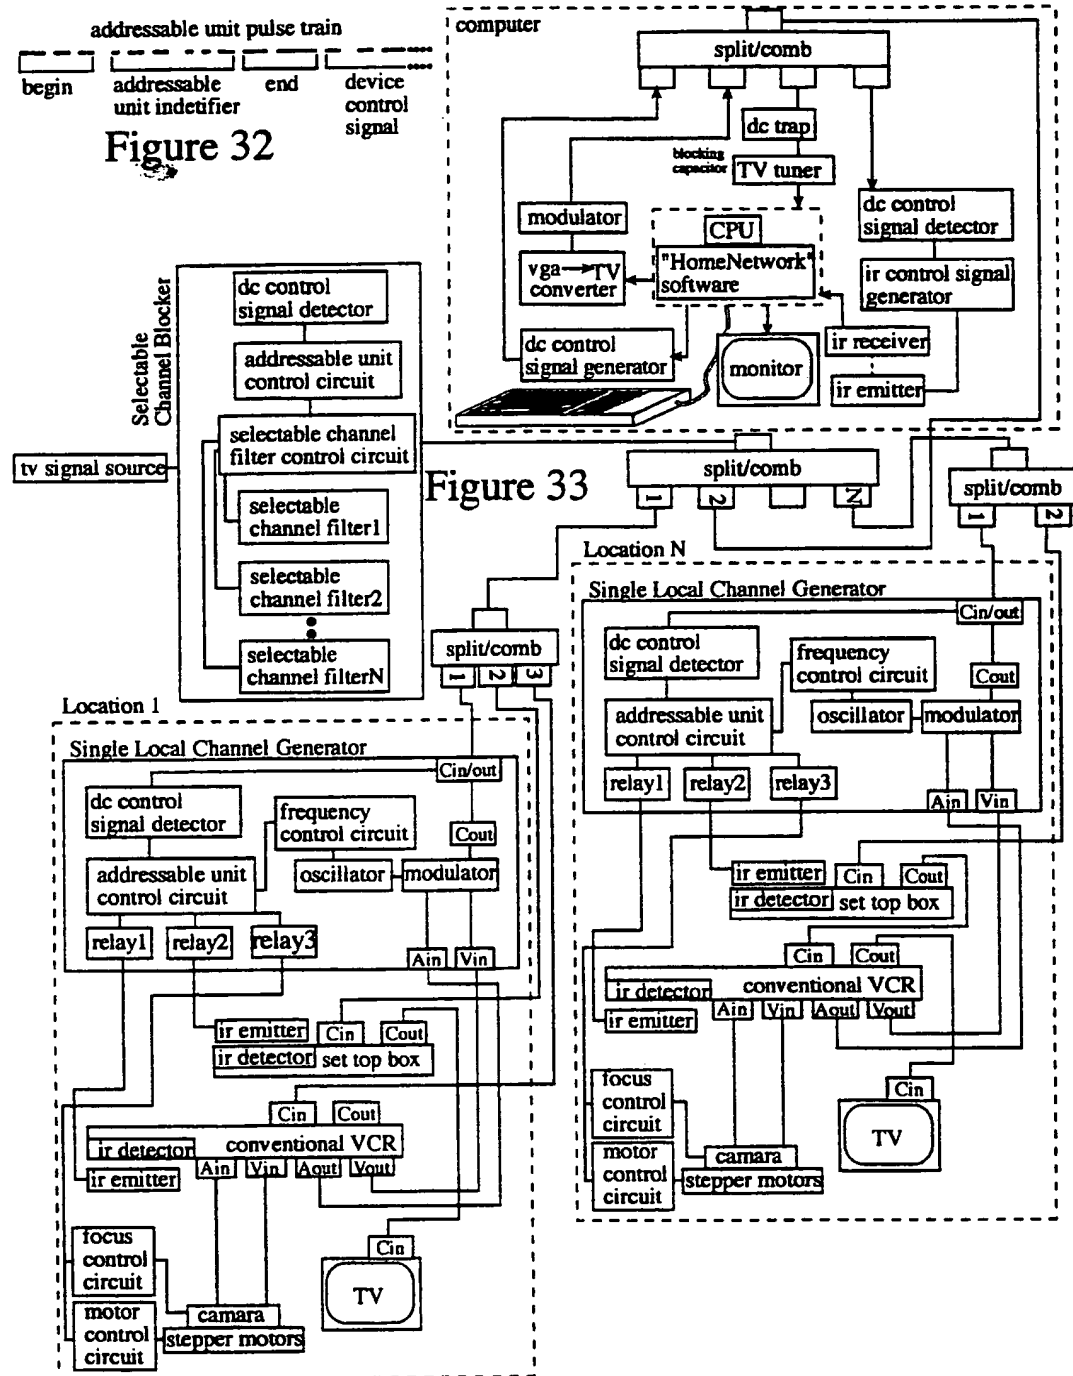 addressable unit pulse train
begin
addressable
unit indetifier
end
device
control
signal
Figure 32
computer
split/comb
dc trap
blocking
capacitor
TV tuner
modulator
CPU
"HomeNetwork"
software
vga TV
converter
dc control
signal detector
ir control signal
generator
dc control
signal generator
monitor
ir receiver
ir emitter
Selectable
Channel Blocker
dc control
signal detector
addressable unit
control circuit
selectable channel
filter control circuit
tv signal source
selectable
channel filter1
selectable
channel filter2
selectable
channel filterN
Figure 33
split/comb
1
2
N
split/comb
1
2
split/comb
1
2
3
Location 1
Single Local Channel Generator
Cin/out
dc control
signal detector
frequency
control circuit
Cout
addressable unit
control circuit
oscillator
modulator
relay1
relay2
relay3
Ain
Vin
ir emitter
Cin
Cout
ir detector
set top box
Cin
Cout
conventional VCR
ir detector
Ain
Vin
Aout
Vout
ir emitter
focus
control
circuit
Cin
TV
motor
control
circuit
camara
stepper motors
Location N
Single Local Channel Generator
Cin/out
dc control
signal detector
frequency
control circuit
Cout
addressable unit
control circuit
oscillator
modulator
relay1
relay2
relay3
Ain
Vin
ir emitter
Cin
Cout
ir detector
set top box
Cin
Cout
conventional VCR
ir detector
Ain
Vin
Aout
Vout
ir emitter
focus
control
circuit
Cin
TV
motor
control
circuit
camara
stepper motors